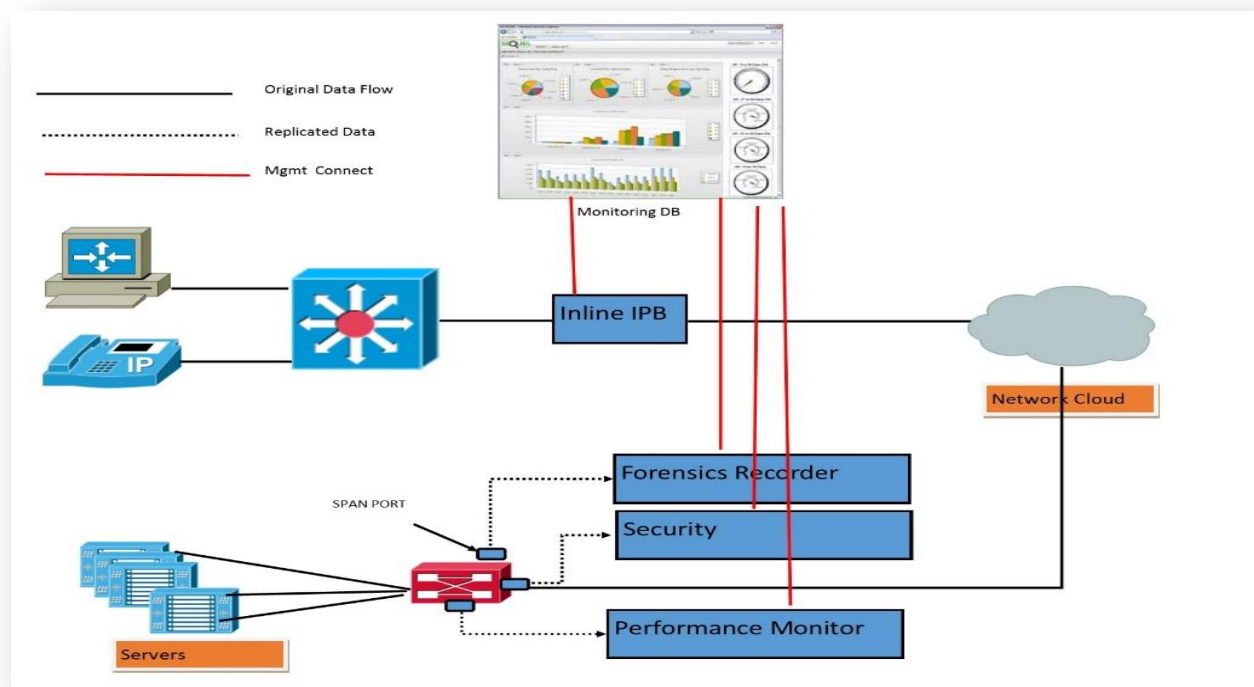 Original Data Flow
Replicated Data
Mgmt Connect
Monitoring DB
Inline IPB
IP
Network Cloud
Forensics Recorder
SPAN PORT
Security
Performance Monitor
Servers